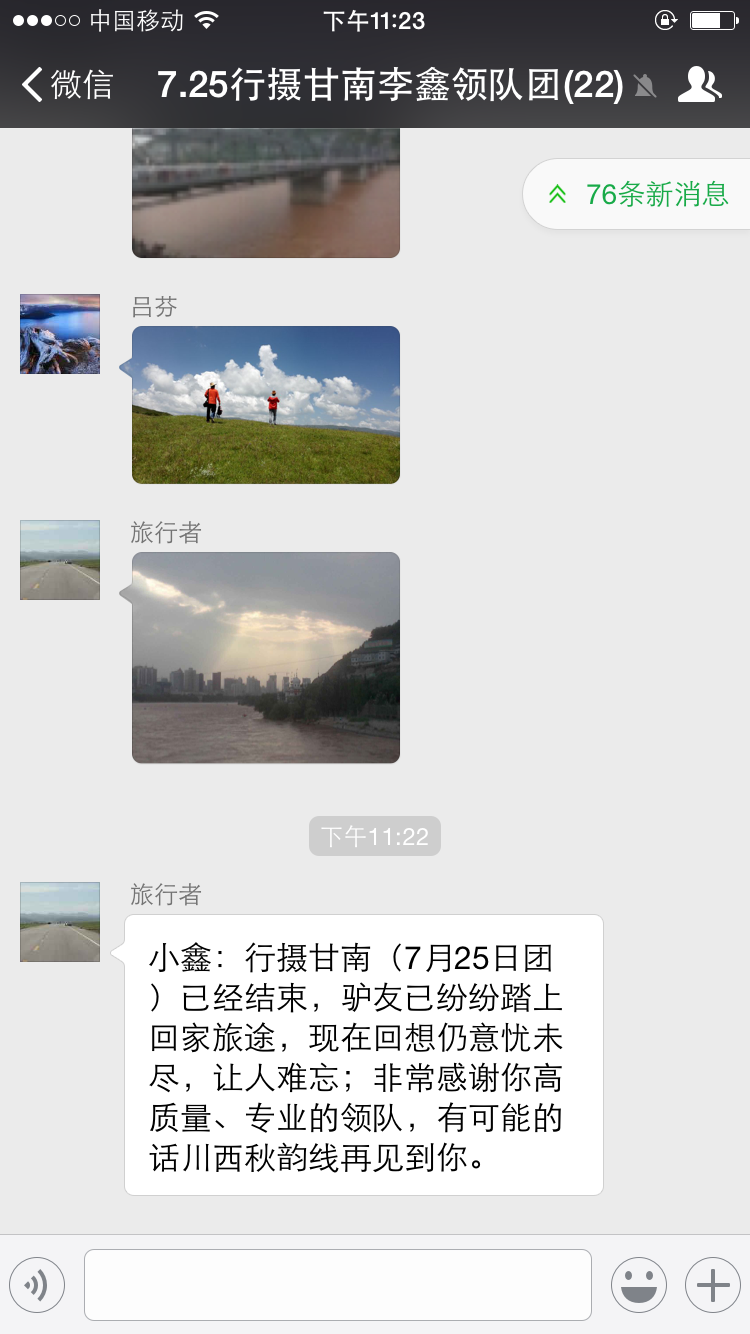 中国移动 下午11:23
微信 7.25行摄甘南李鑫领队团(22)
76条新消息
吕芬
旅行者
下午11:22
旅行者
小鑫：行摄甘南（7月25日团
）已经结束，驴友已纷纷踏上
回家旅途，现在回想仍意忧未
尽，让人难忘；非常感谢你高
质量、专业的领队，有可能的
话川西秋韵线再见到你。